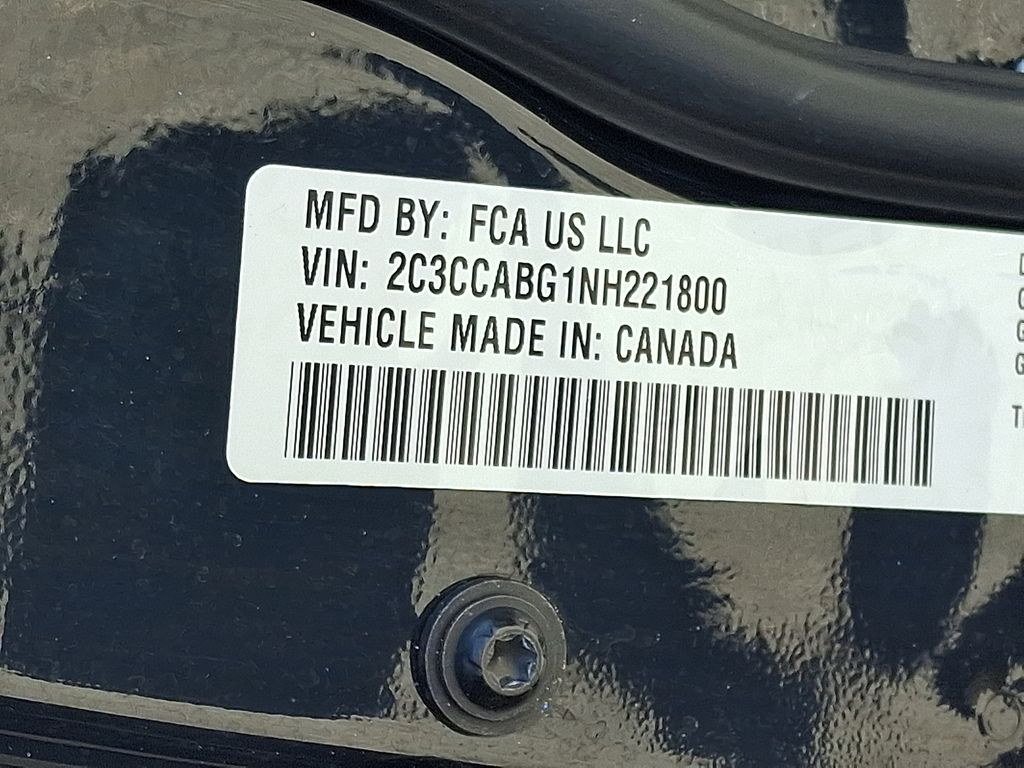 MFD BY: FCA US LLC
VIN: 2C3CCABG1NH221800
VEHICLE MADE IN: CANADA